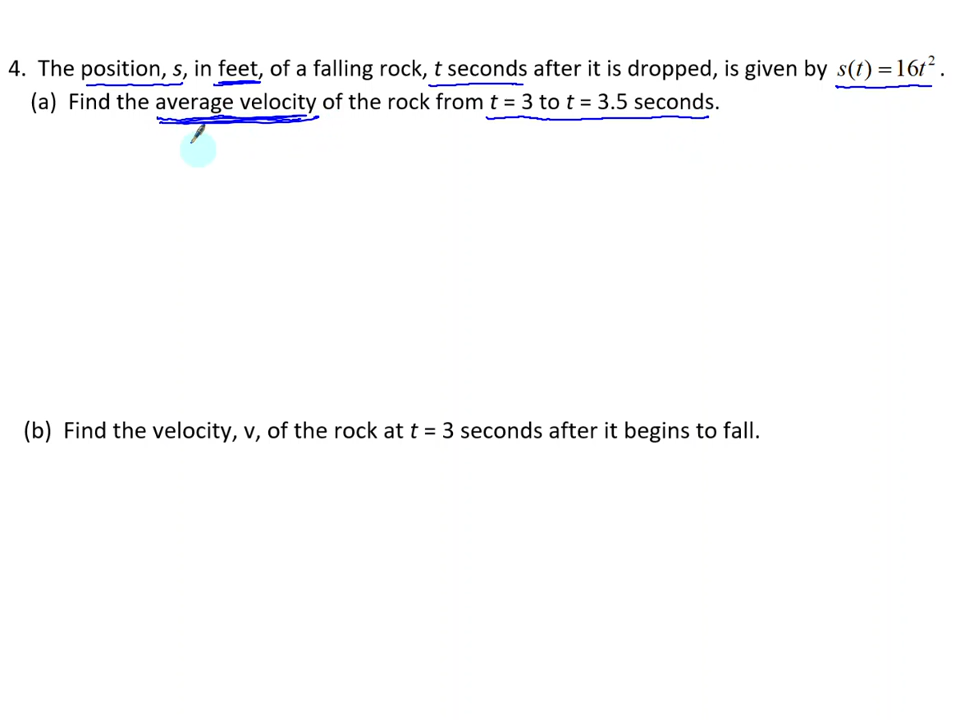 4. The position, s, in feet, of a falling rock, t seconds after it is dropped, is given by s(t) = 16t².
(a) Find the average velocity of the rock from t = 3 to t = 3.5 seconds.
(b) Find the velocity, v, of the rock at t = 3 seconds after it begins to fall.